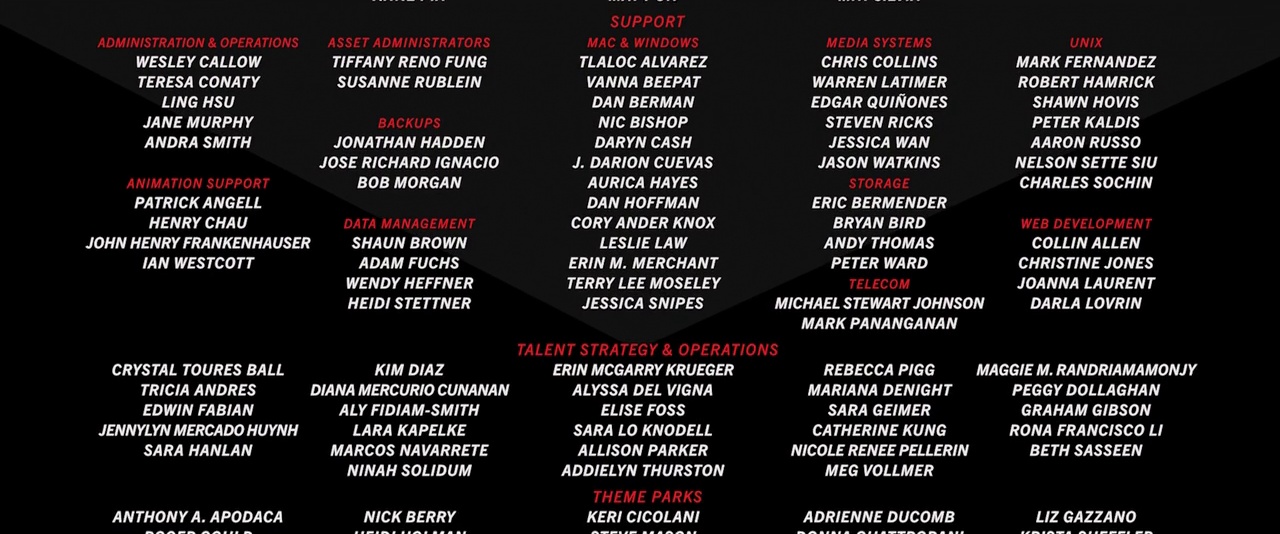 SUPPORT
ADMINISTRATION & OPERATIONS
WESLEY CALLOW
TERESA CONATY
LING HSU
JANE MURPHY
ANDRA SMITH
ANIMATION SUPPORT
PATRICK ANGELL
HENRY CHAU
JOHN HENRY FRANKENHAUSER
IAN WESTCOTT
ASSET ADMINISTRATORS
TIFFANY RENO FUNG
SUSANNE RUBLEIN
BACKUPS
JONATHAN HADDEN
JOSE RICHARD IGNACIO
BOB MORGAN
DATA MANAGEMENT
SHAUN BROWN
ADAM FUCHS
WENDY HEFFNER
HEIDI STETTNER
MAC & WINDOWS
TLALOC ALVAREZ
VANNA BEEPAT
DAN BERMAN
NIC BISHOP
DARYN CASH
J. DARION CUEVAS
AURICA HAYES
DAN HOFFMAN
CORY ANDER KNOX
LESLIE LAW
ERIN M. MERCHANT
TERRY LEE MOSELEY
JESSICA SNIPES
MEDIA SYSTEMS
CHRIS COLLINS
WARREN LATIMER
EDGAR QUIÑONES
STEVEN RICKS
JESSICA WAN
JASON WATKINS
STORAGE
ERIC BERMENDER
BRYAN BIRD
ANDY THOMAS
PETER WARD
TELECOM
MICHAEL STEWART JOHNSON
MARK PANANGANAN
UNIX
MARK FERNANDEZ
ROBERT HAMRICK
SHAWN HOVIS
PETER KALDIS
AARON RUSSO
NELSON SETTE SIU
CHARLES SOCHIN
WEB DEVELOPMENT
COLLIN ALLEN
CHRISTINE JONES
JOANNA LAURENT
DARLA LOVRIN
TALENT STRATEGY & OPERATIONS
CRYSTAL TOURES BALL
TRICIA ANDRES
EDWIN FABIAN
JENNYLYN MERCADO HUYNH
SARA HANLAN
KIM DIAZ
DIANA MERCURIO CUNANAN
ALY FIDIAM-SMITH
LARA KAPELKE
MARCOS NAVARRETE
NINAH SOLIDUM
ERIN MCGARRY KRUEGER
ALYSSA DEL VIGNA
ELISE FOSS
SARA LO KNODELL
ALLISON PARKER
ADDIELYN THURSTON
REBECCA PIGG
MARIANA DENIGHT
SARA GEIMER
CATHERINE KUNG
NICOLE RENEE PELLERIN
MEG VOLLMER
MAGGIE M. RANDRIAMAMONJY
PEGGY DOLLAGHAN
GRAHAM GIBSON
RONA FRANCISCO LI
BETH SASSEEN
THEME PARKS
ANTHONY A. APODACA
NICK BERRY
KERI CICOLANI
ADRIENNE DUCOMB
LIZ GAZZANO